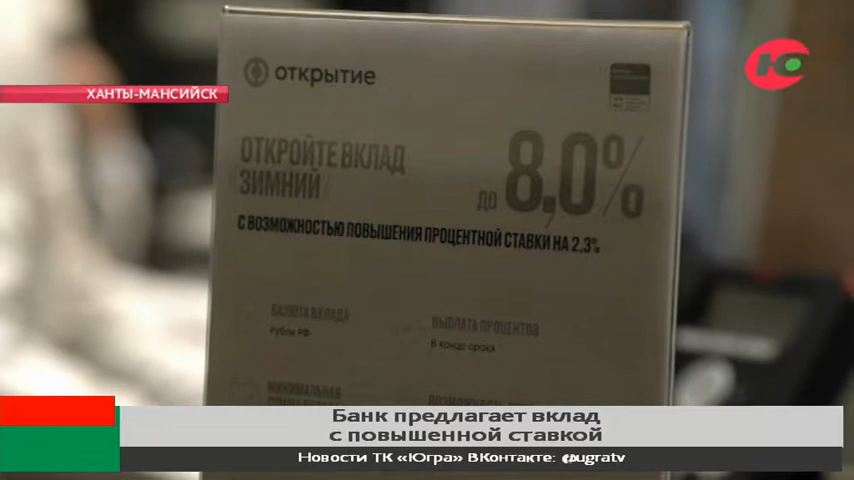 открытие
Ю
ХАНТЫ-МАНСИЙСК
ОТКРОЙТЕ ВКЛАД
ЗИМНИЙ
ДО 8,0%
С ВОЗМОЖНОСТЬЮ ПОВЫШЕНИЯ ПРОЦЕНТНОЙ СТАВКИ НА 2,3%
ВАЛЮТА ВКЛАДА
Рубли РФ
ВЫПЛАТА ПРОЦЕНТОВ
В конце срока
МИНИМАЛЬНАЯ
Банк предлагает вклад
с повышенной ставкой
Новости ТК «Югра» ВКонтакте: @ugratv